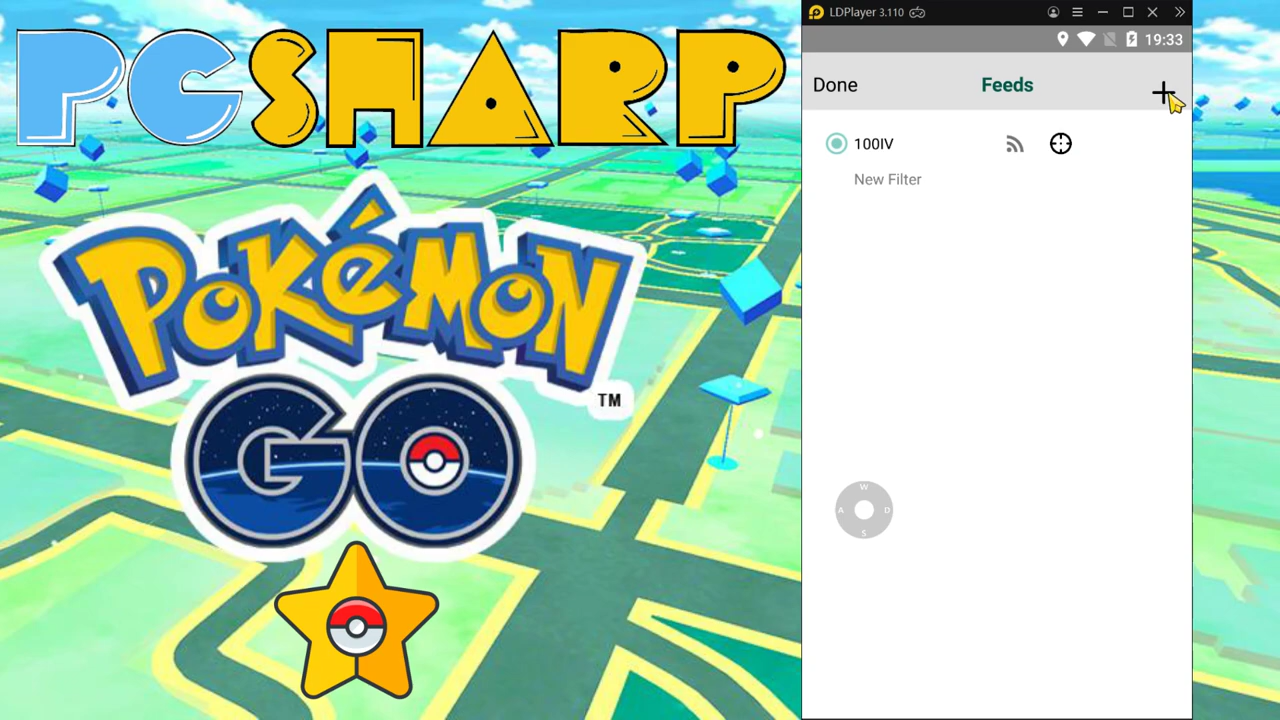 PGSHARP
POKéMON
GO
TM
LDPlayer 3.110
19:33
Done
Feeds
100IV
New Filter
W
A
D
S